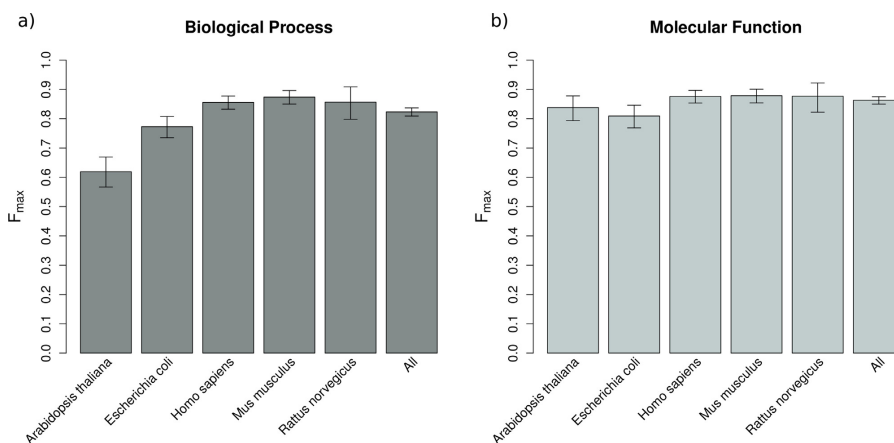 a)
Biological Process
F_max
1.0
0.9
0.8
0.7
0.6
0.5
0.4
0.3
0.2
0.1
0.0
Arabidopsis thaliana
Escherichia coli
Homo sapiens
Mus musculus
Rattus norvegicus
All
b)
Molecular Function
F_max
1.0
0.9
0.8
0.7
0.6
0.5
0.4
0.3
0.2
0.1
0.0
Arabidopsis thaliana
Escherichia coli
Homo sapiens
Mus musculus
Rattus norvegicus
All